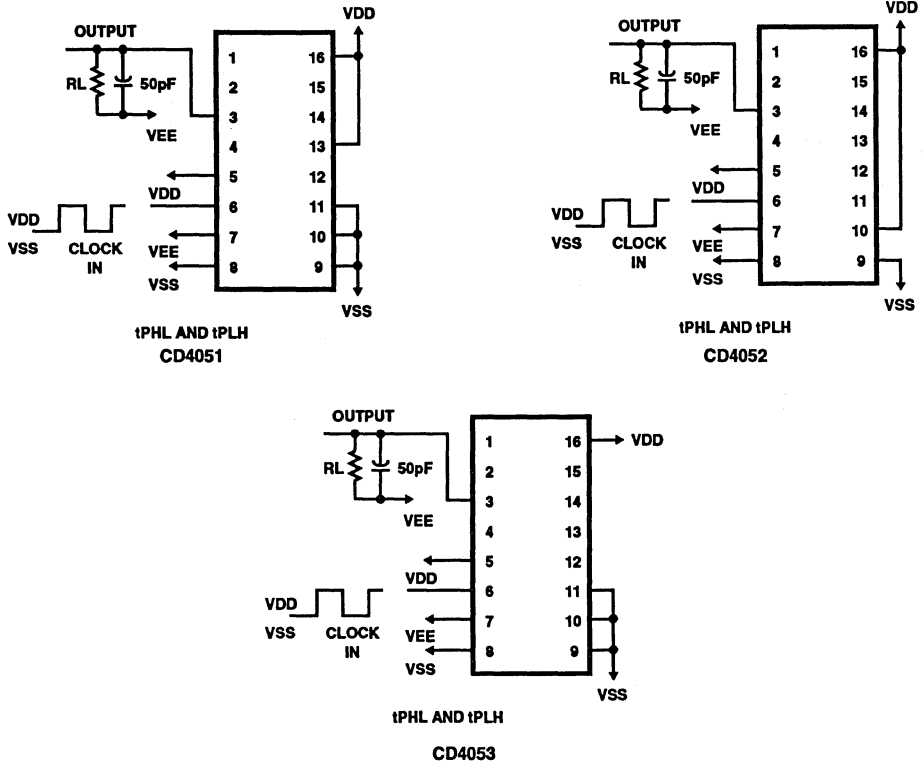 VDD
OUTPUT
RL
50pF
VEE
1 16
2 15
3 14
4 13
5 12
6 11
7 10
8 9
VDD
VDD
VSS
CLOCK
IN
VEE
VSS
VSS
tPHL AND tPLH
CD4051
VDD
OUTPUT
RL
50pF
VEE
1 16
2 15
3 14
4 13
5 12
6 11
7 10
8 9
VDD
VDD
VSS
CLOCK
IN
VEE
VSS
VSS
tPHL AND tPLH
CD4052
OUTPUT
RL
50pF
VEE
1 16
2 15
3 14
4 13
5 12
6 11
7 10
8 9
VDD
VDD
VDD
VSS
CLOCK
IN
VEE
VSS
VSS
tPHL AND tPLH
CD4053